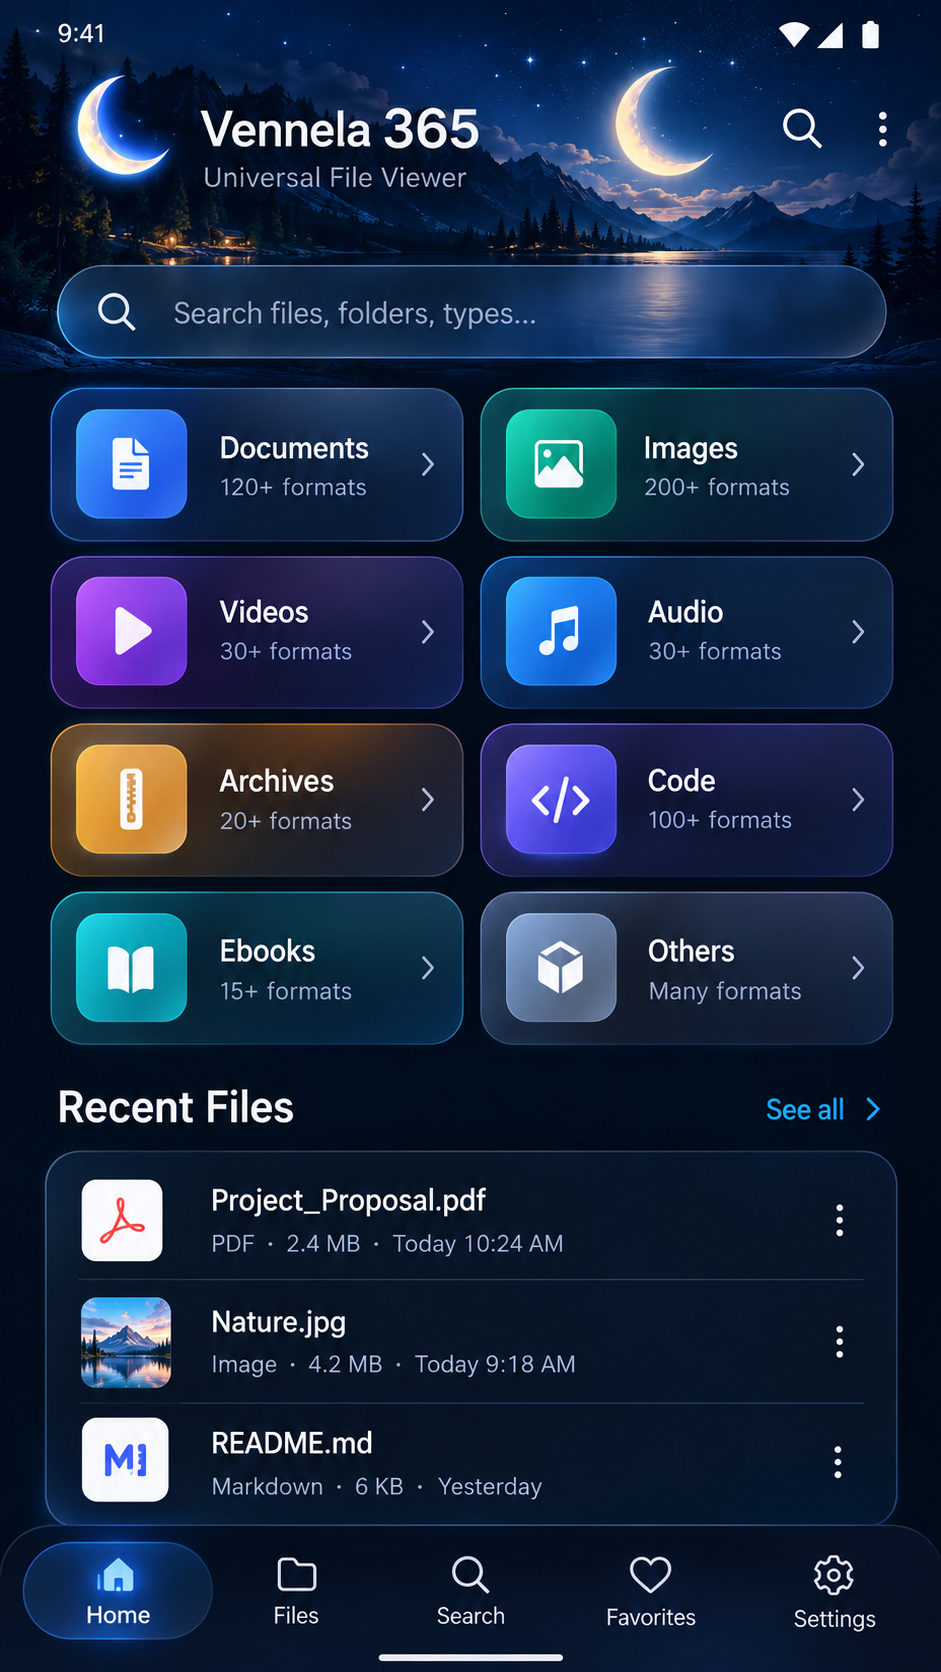 9:41
Vennela 365
Universal File Viewer
Search files, folders, types...
Documents
120+ formats
Images
200+ formats
Videos
30+ formats
Audio
30+ formats
Archives
20+ formats
Code
100+ formats
Ebooks
15+ formats
Others
Many formats
Recent Files
See all
Project_Proposal.pdf
PDF · 2.4 MB · Today 10:24 AM
Nature.jpg
Image · 4.2 MB · Today 9:18 AM
README.md
Markdown · 6 KB · Yesterday
Home
Files
Search
Favorites
Settings